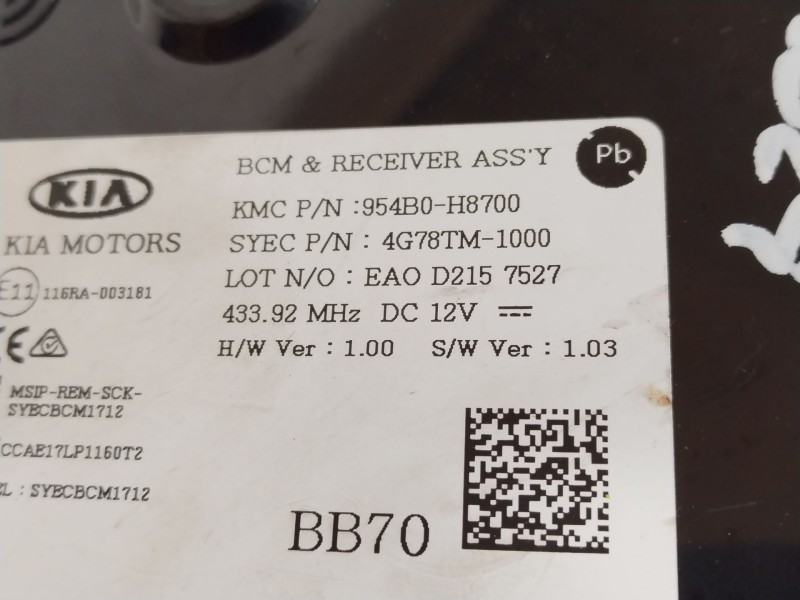 BCM & RECEIVER ASS'Y
Pb
KIA
KMC P/N :954B0-H8700
KIA MOTORS
SYEC P/N : 4G78TM-1000
LOT N/O : EAO D215 7527
E11 116RA-003181
433.92 MHz DC 12V
H/W Ver : 1.00 S/W Ver : 1.03
CE
MSIP-REM-SCK-
SYECBCM1712
CCAE17LP1160T2
: SYECBCM1712
BB70